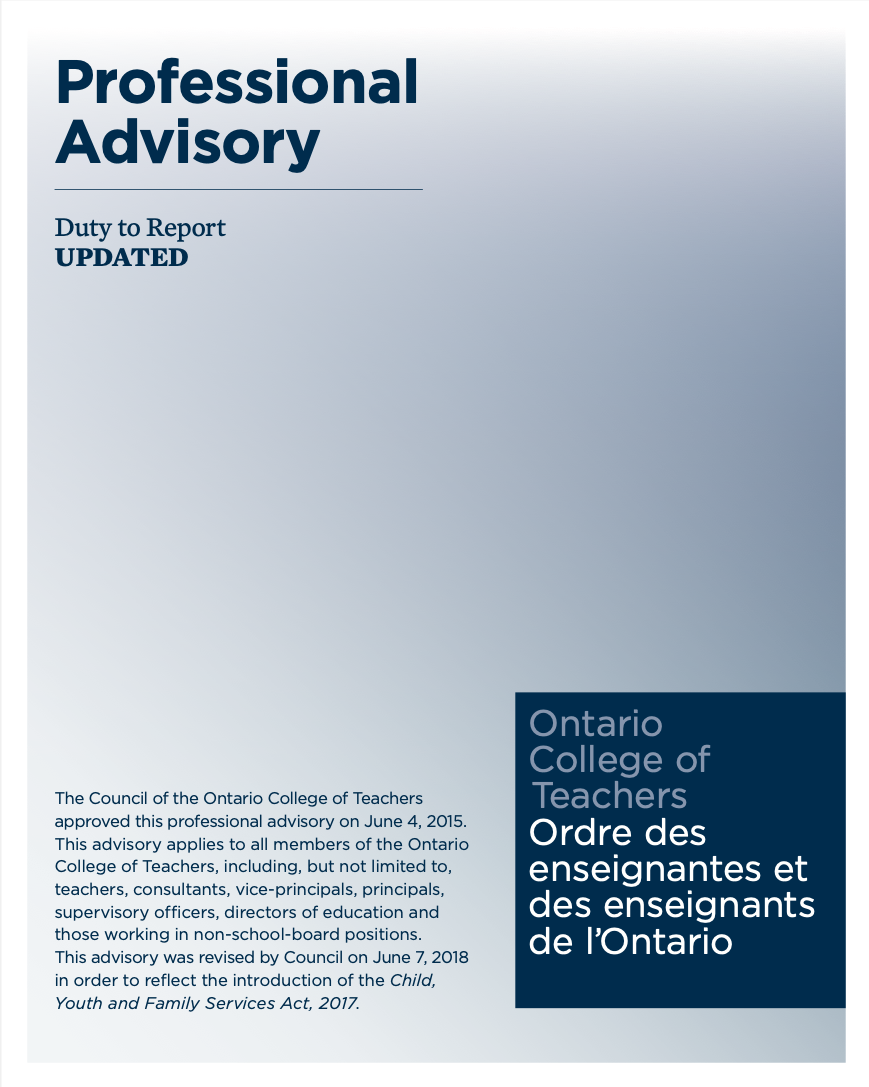 Professional
Advisory
Duty to Report
UPDATED
The Council of the Ontario College of Teachers
approved this professional advisory on June 4, 2015.
This advisory applies to all members of the Ontario
College of Teachers, including, but not limited to,
teachers, consultants, vice-principals, principals,
supervisory officers, directors of education and
those working in non-school-board positions.
This advisory was revised by Council on June 7, 2018
in order to reflect the introduction of the Child,
Youth and Family Services Act, 2017.
Ontario
College of
Teachers
Ordre des
enseignantes et
des enseignants
de l’Ontario